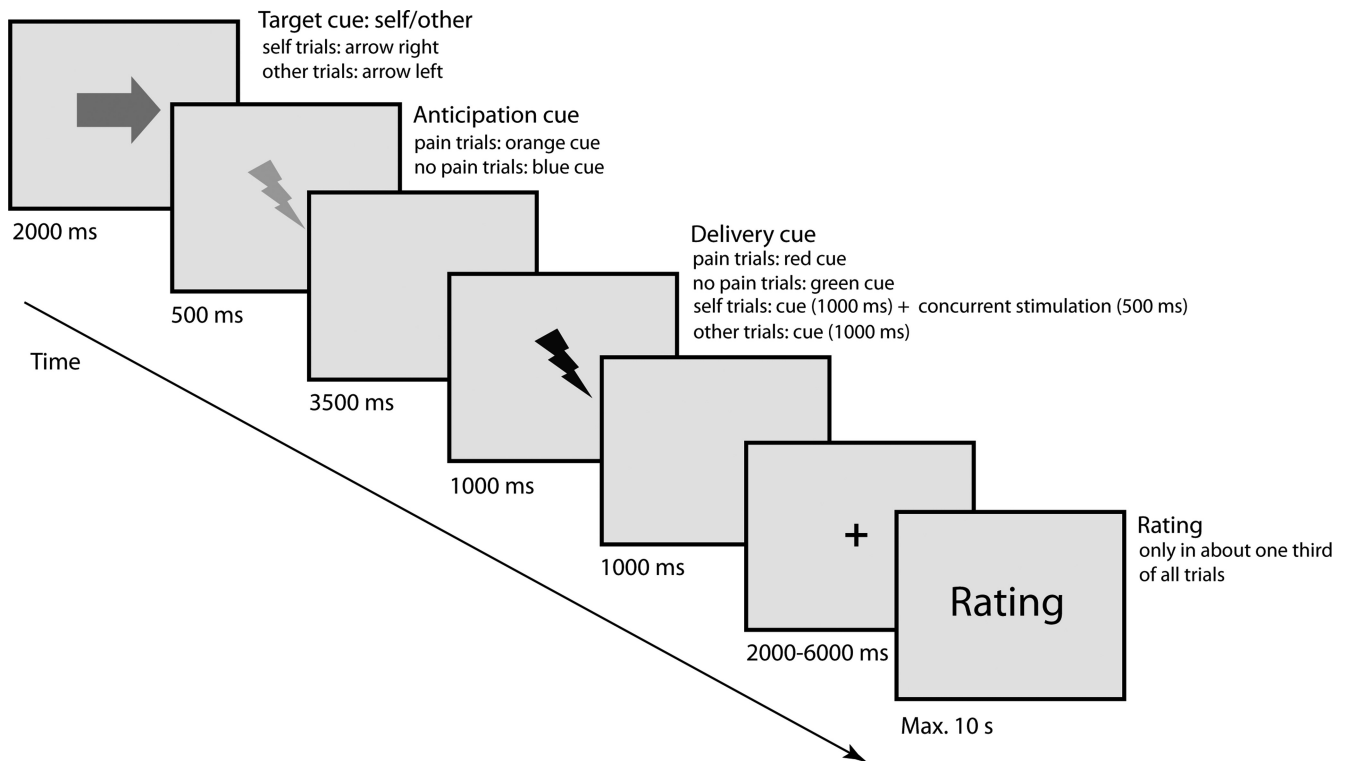 Target cue: self/other
self trials: arrow right
other trials: arrow left
2000 ms
Anticipation cue
pain trials: orange cue
no pain trials: blue cue
500 ms
3500 ms
Delivery cue
pain trials: red cue
no pain trials: green cue
self trials: cue (1000 ms) + concurrent stimulation (500 ms)
other trials: cue (1000 ms)
1000 ms
1000 ms
+
2000-6000 ms
Rating
only in about one third
of all trials
Rating
Max. 10 s
Time